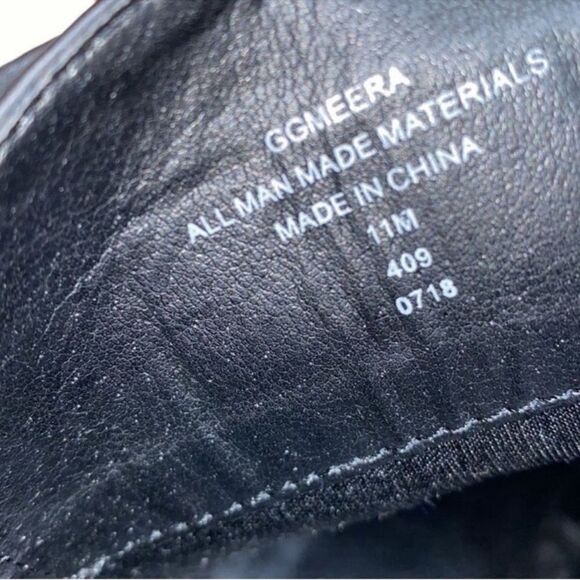 GGMEERA
ALL MAN MADE MATERIALS
MADE IN CHINA
11M
409
0718